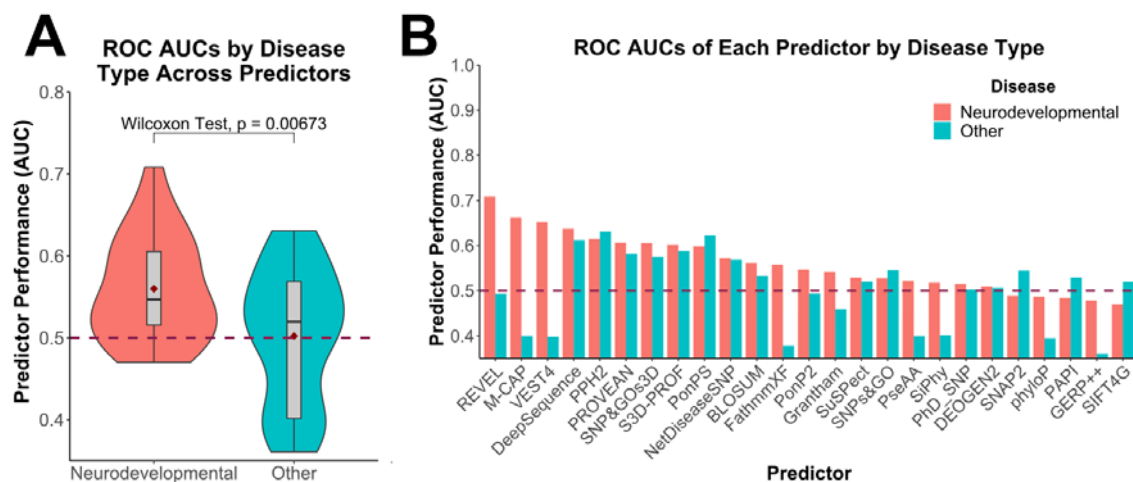 A
ROC AUCs by Disease
Type Across Predictors
Predictor Performance (AUC)
0.8
0.7
0.6
0.5
0.4
Wilcoxon Test, p = 0.00673
Neurodevelopmental
Other
B
ROC AUCs of Each Predictor by Disease Type
Predictor Performance (AUC)
1.0
0.9
0.8
0.7
0.6
0.5
0.4
Disease
Neurodevelopmental
Other
REVEL
M-CAP
VEST4
DeepSequence
PPH2
PROVEAN
SNP&GOs3D
S3D-PROF
PonPS
NetDiseaseSNP
BLOSUM
FathmmXF
PonP2
Grantham
SuSPect
SNPs&GO
PseAA
SiPhy
PhD_SNP
DEOGEN2
SNAP2
phyloP
PAPI
GERP++
SIFT4G
Predictor